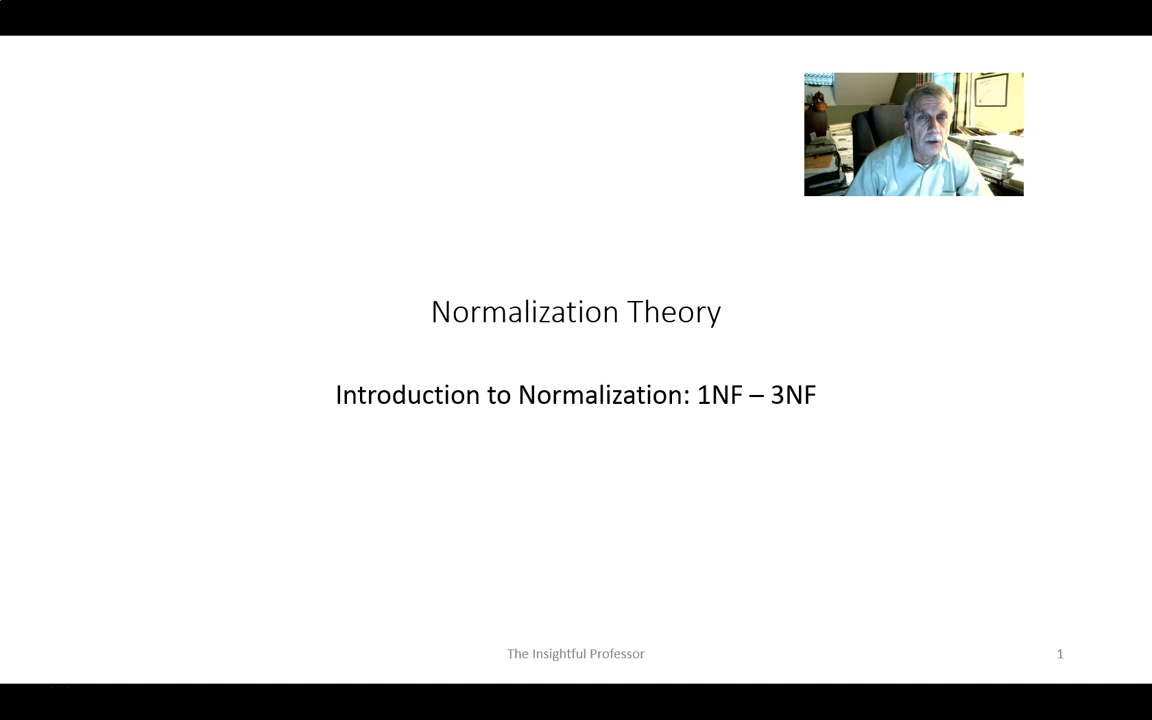 Normalization Theory
Introduction to Normalization: 1NF – 3NF
The Insightful Professor
1